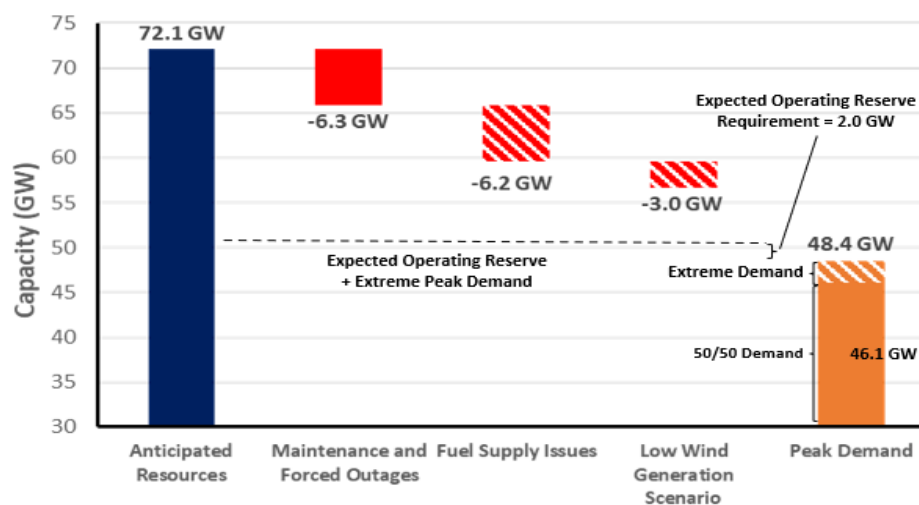 75
70
65
60
55
50
45
40
35
30
Capacity (GW)
72.1 GW
-6.3 GW
-6.2 GW
-3.0 GW
Expected Operating Reserve
Requirement = 2.0 GW
Expected Operating Reserve
+ Extreme Peak Demand
48.4 GW
Extreme Demand
50/50 Demand
46.1 GW
Anticipated
Resources
Maintenance and
Forced Outages
Fuel Supply Issues
Low Wind
Generation
Scenario
Peak Demand